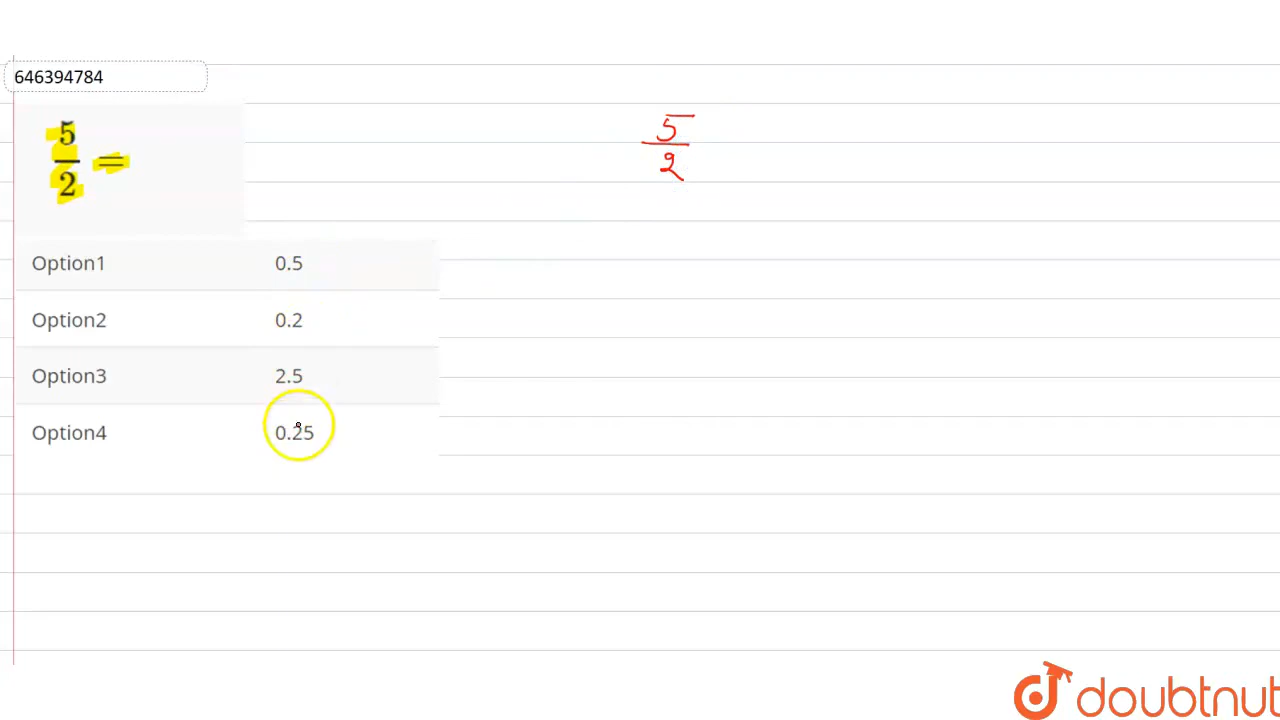 646394784
5
2 =
5
2
Option1 0.5
Option2 0.2
Option3 2.5
Option4 0.25
doubtnut